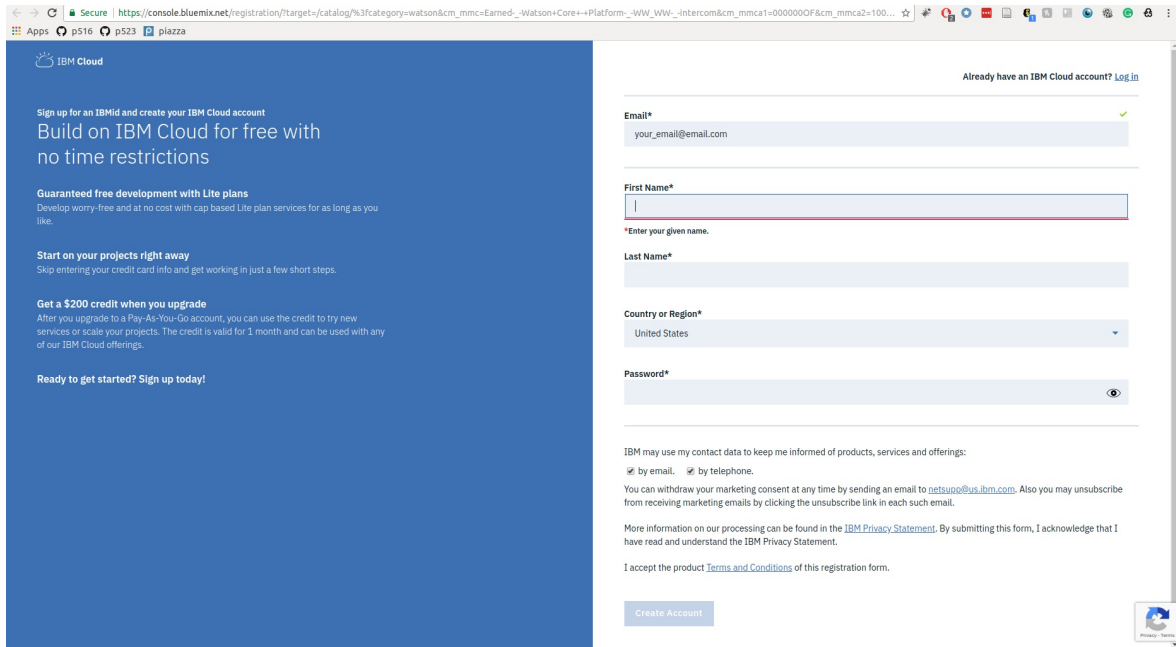 Secure | https://console.bluemix.net/registration/?target=/catalog/%3fcategory=watson&cm_mmc=Earned-_-Watson+Core+-+Platform-_-WW_WW-_-intercom&cm_mmca1=000000OF&cm_mmca2=100...
Apps p516 p523 piazza
IBM Cloud
Already have an IBM Cloud account? Log in
Sign up for an IBMid and create your IBM Cloud account
Build on IBM Cloud for free with
no time restrictions
Guaranteed free development with Lite plans
Develop worry-free and at no cost with cap based Lite plan services for as long as you
like.
Start on your projects right away
Skip entering your credit card info and get working in just a few short steps.
Get a $200 credit when you upgrade
After you upgrade to a Pay-As-You-Go account, you can use the credit to try new
services or scale your projects. The credit is valid for 1 month and can be used with any
of our IBM Cloud offerings.
Ready to get started? Sign up today!
Email*
your_email@email.com
First Name*
*Enter your given name.
Last Name*
Country or Region*
United States
Password*
IBM may use my contact data to keep me informed of products, services and offerings:
by email. by telephone.
You can withdraw your marketing consent at any time by sending an email to netsupp@us.ibm.com. Also you may unsubscribe
from receiving marketing emails by clicking the unsubscribe link in each such email.
More information on our processing can be found in the IBM Privacy Statement. By submitting this form, I acknowledge that I
have read and understand the IBM Privacy Statement.
I accept the product Terms and Conditions of this registration form.
Create Account
Privacy - Terms